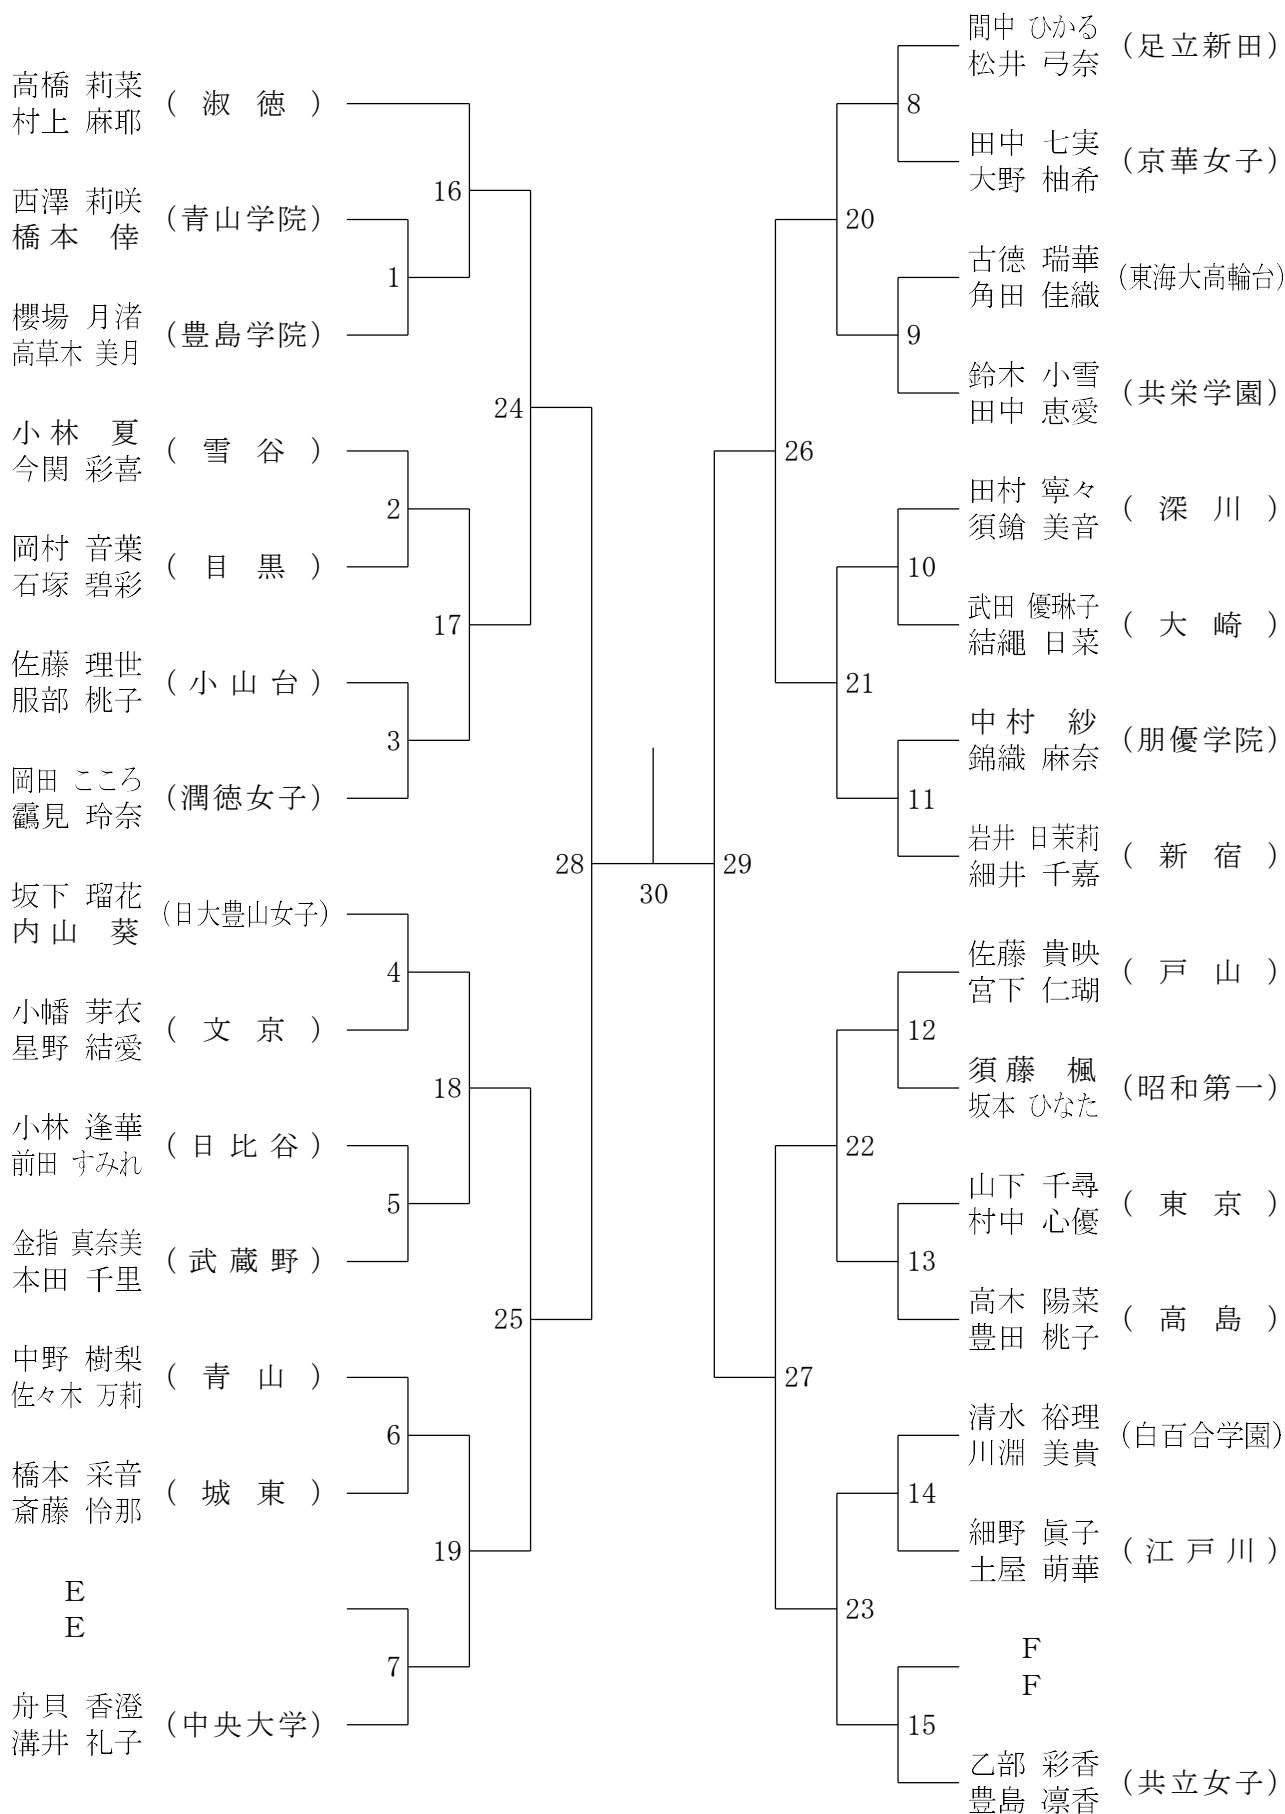 高橋 莉菜
村上 麻耶
( 淑 徳 )
西澤 莉咲
橋本 倖
(青山学院)
櫻場 月渚
高草木 美月
(豊島学院)
小林 夏
今関 彩喜
( 雪 谷 )
岡村 音葉
石塚 碧彩
( 目 黒 )
佐藤 理世
服部 桃子
( 小 山 台 )
岡田 こころ
靍見 玲奈
(潤徳女子)
坂下 瑠花
内山 葵
(日大豊山女子)
小幡 芽衣
星野 結愛
( 文 京 )
小林 逢華
前田 すみれ
( 日 比 谷 )
金指 真奈美
本田 千里
( 武 蔵 野 )
中野 樹梨
佐々木 万莉
( 青 山 )
橋本 采音
斎藤 怜那
( 城 東 )
E
E
舟貝 香澄
溝井 礼子
(中央大学)
1
2
3
4
5
6
7
16
17
18
19
24
25
28
30
29
26
27
20
21
22
23
8
9
10
11
12
13
14
15
間中 ひかる
松井 弓奈
(足立新田)
田中 七実
大野 柚希
(京華女子)
古徳 瑞華
角田 佳織
(東海大高輪台)
鈴木 小雪
田中 恵愛
(共栄学園)
田村 寧々
須鎗 美音
( 深 川 )
武田 優琳子
結縄 日菜
( 大 崎 )
中村 紗
錦織 麻奈
(朋優学院)
岩井 日茉莉
細井 千嘉
( 新 宿 )
佐藤 貴映
宮下 仁瑚
( 戸 山 )
須藤 楓
坂本 ひなた
(昭和第一)
山下 千尋
村中 心優
( 東 京 )
高木 陽菜
豊田 桃子
( 高 島 )
清水 裕理
川淵 美貴
(白百合学園)
細野 眞子
土屋 萌華
( 江 戸 川 )
F
F
乙部 彩香
豊島 凛香
(共立女子)